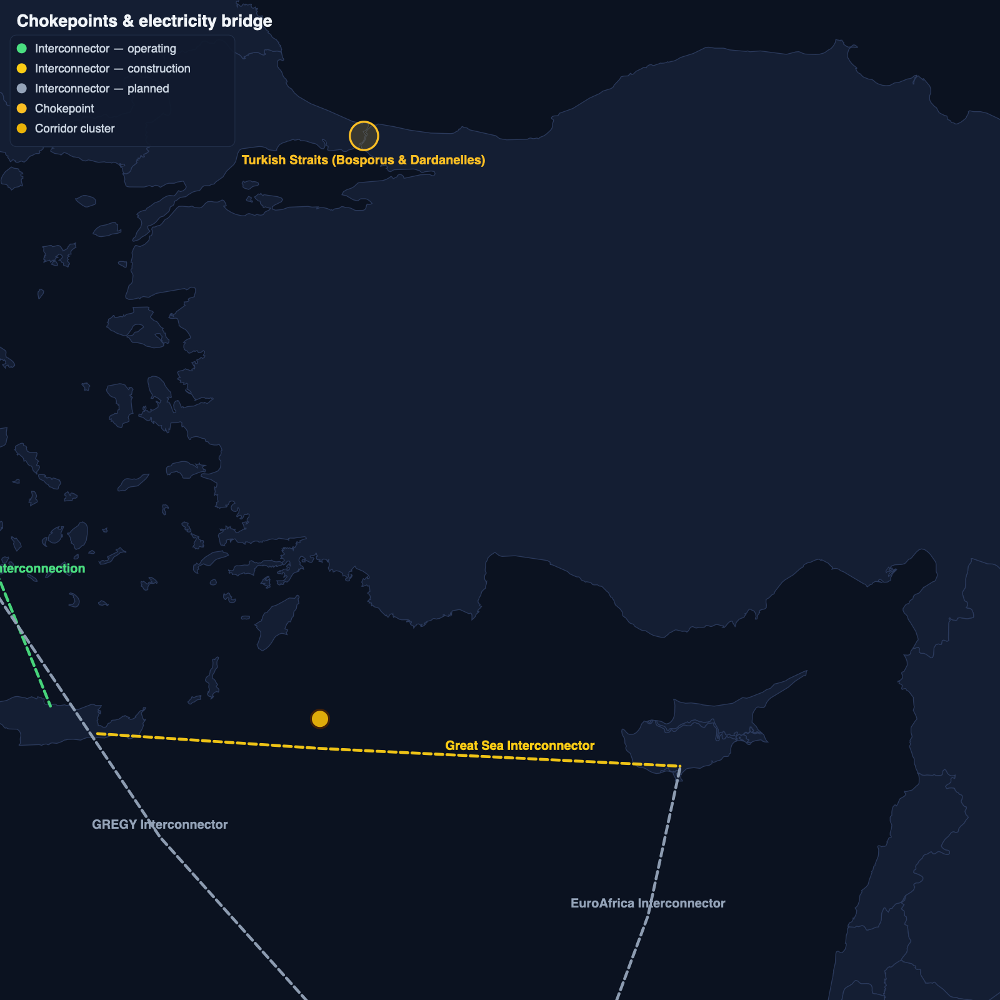 Chokepoints & electricity bridge
Interconnector — operating
Interconnector — construction
Interconnector — planned
Chokepoint
Corridor cluster
Turkish Straits (Bosporus & Dardanelles)
nterconnection
Great Sea Interconnector
GREGY Interconnector
EuroAfrica Interconnector